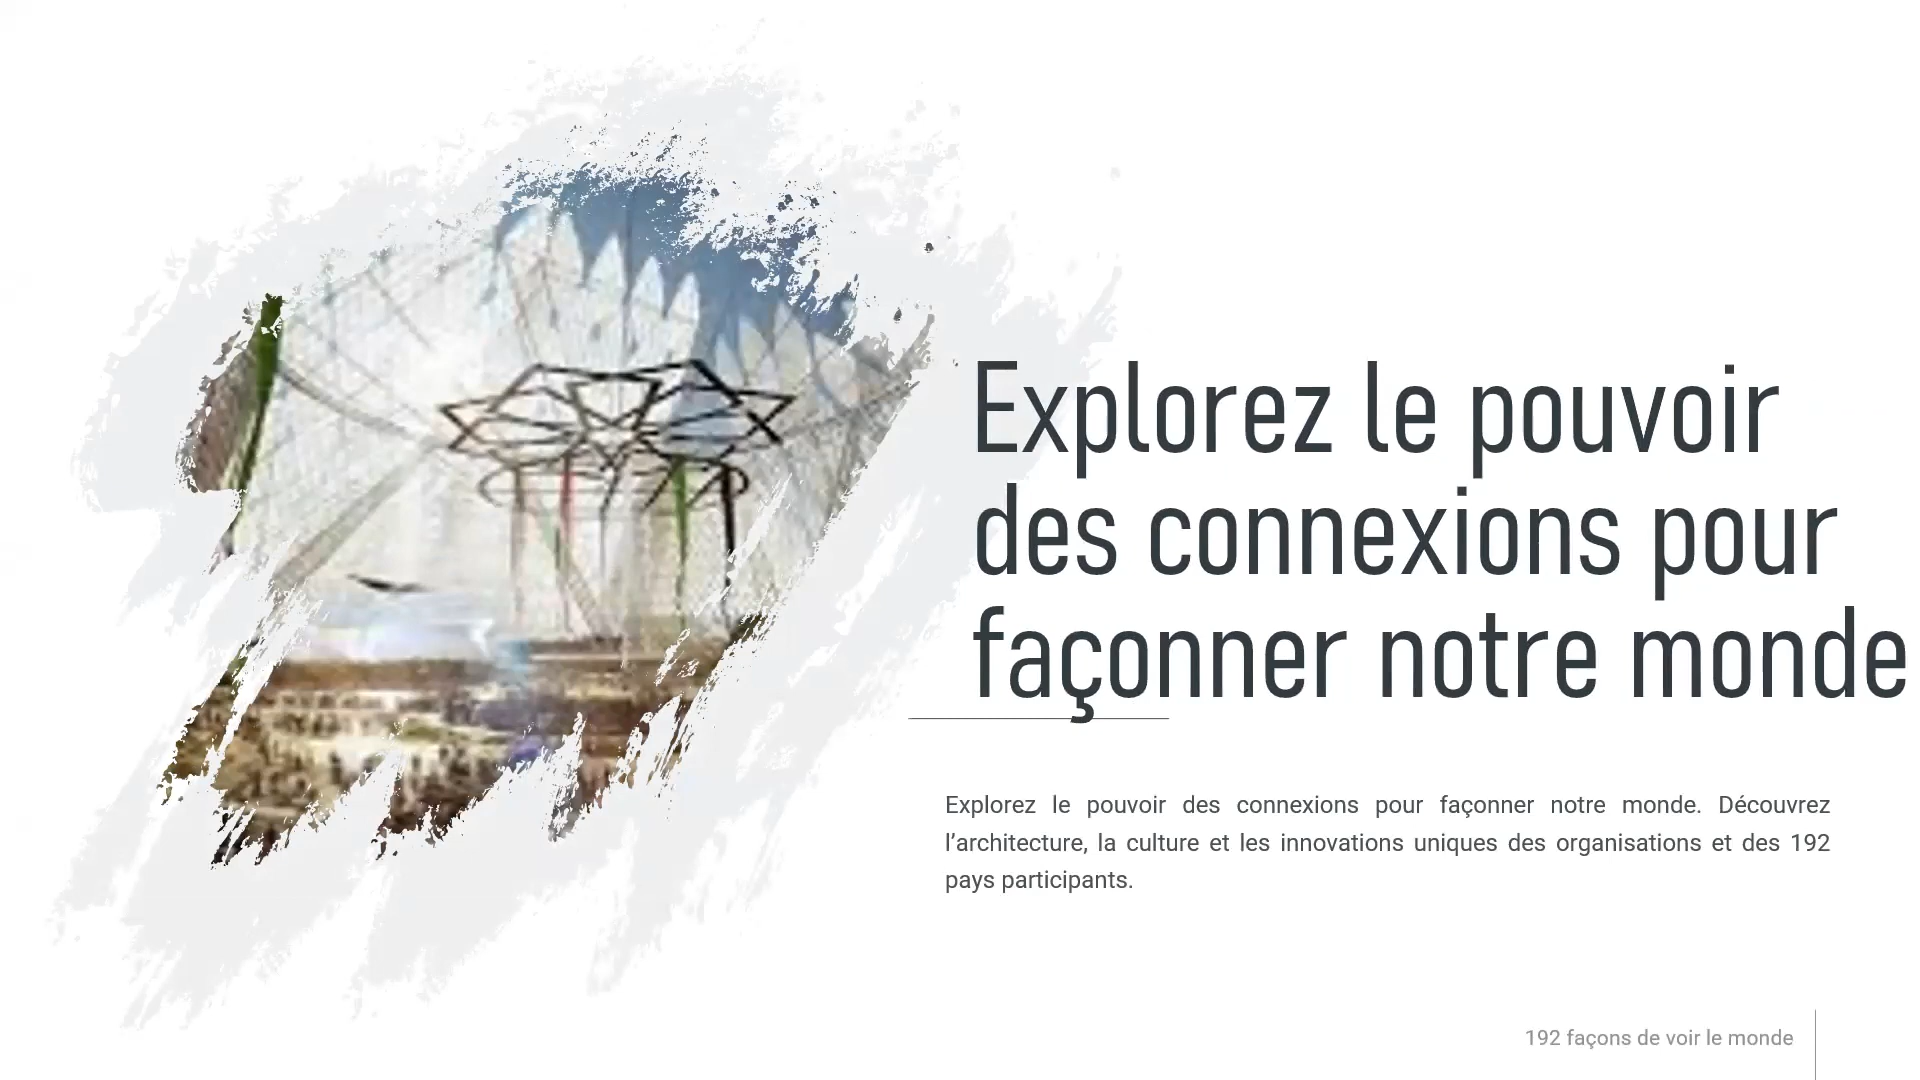 Explorez le pouvoir
des connexions pour
façonner notre monde
Explorez le pouvoir des connexions pour façonner notre monde. Découvrez
l’architecture, la culture et les innovations uniques des organisations et des 192
pays participants.
192 façons de voir le monde